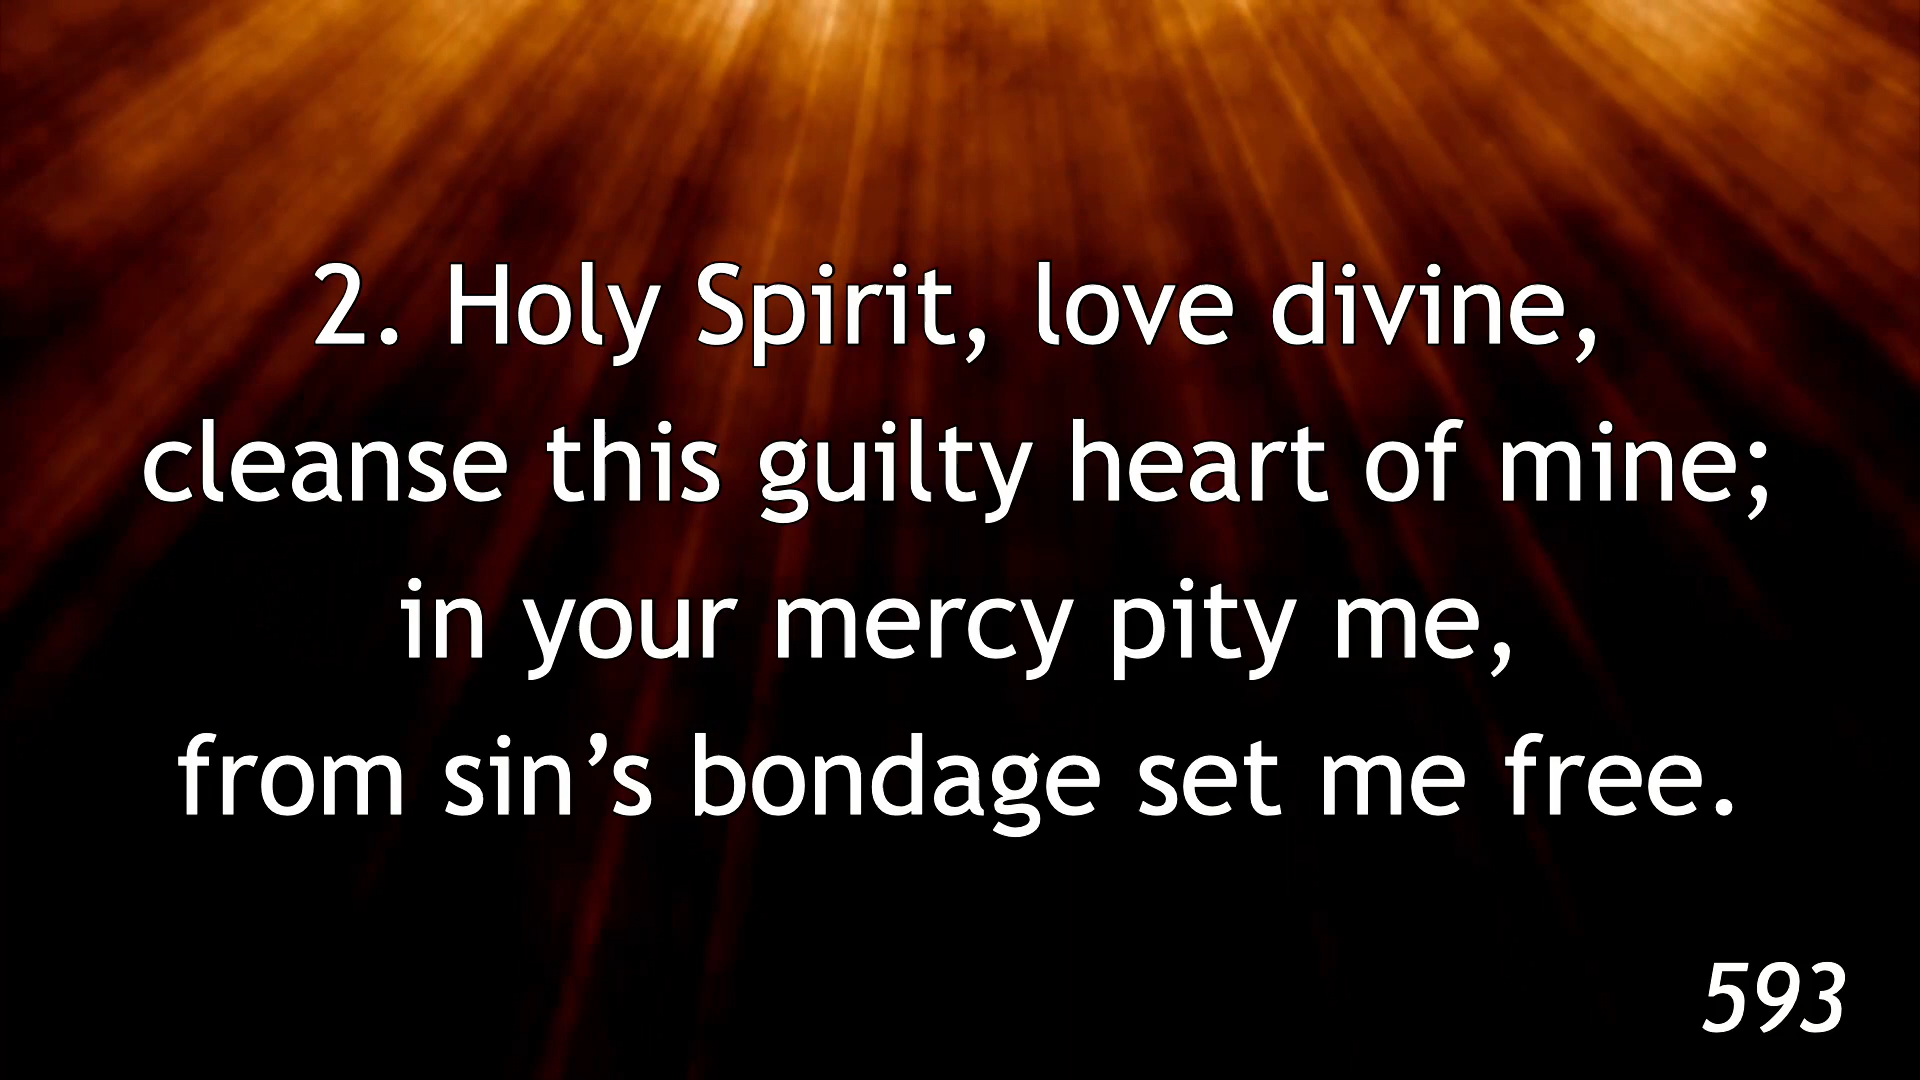 2. Holy Spirit, love divine,
cleanse this guilty heart of mine;
in your mercy pity me,
from sin’s bondage set me free.
593